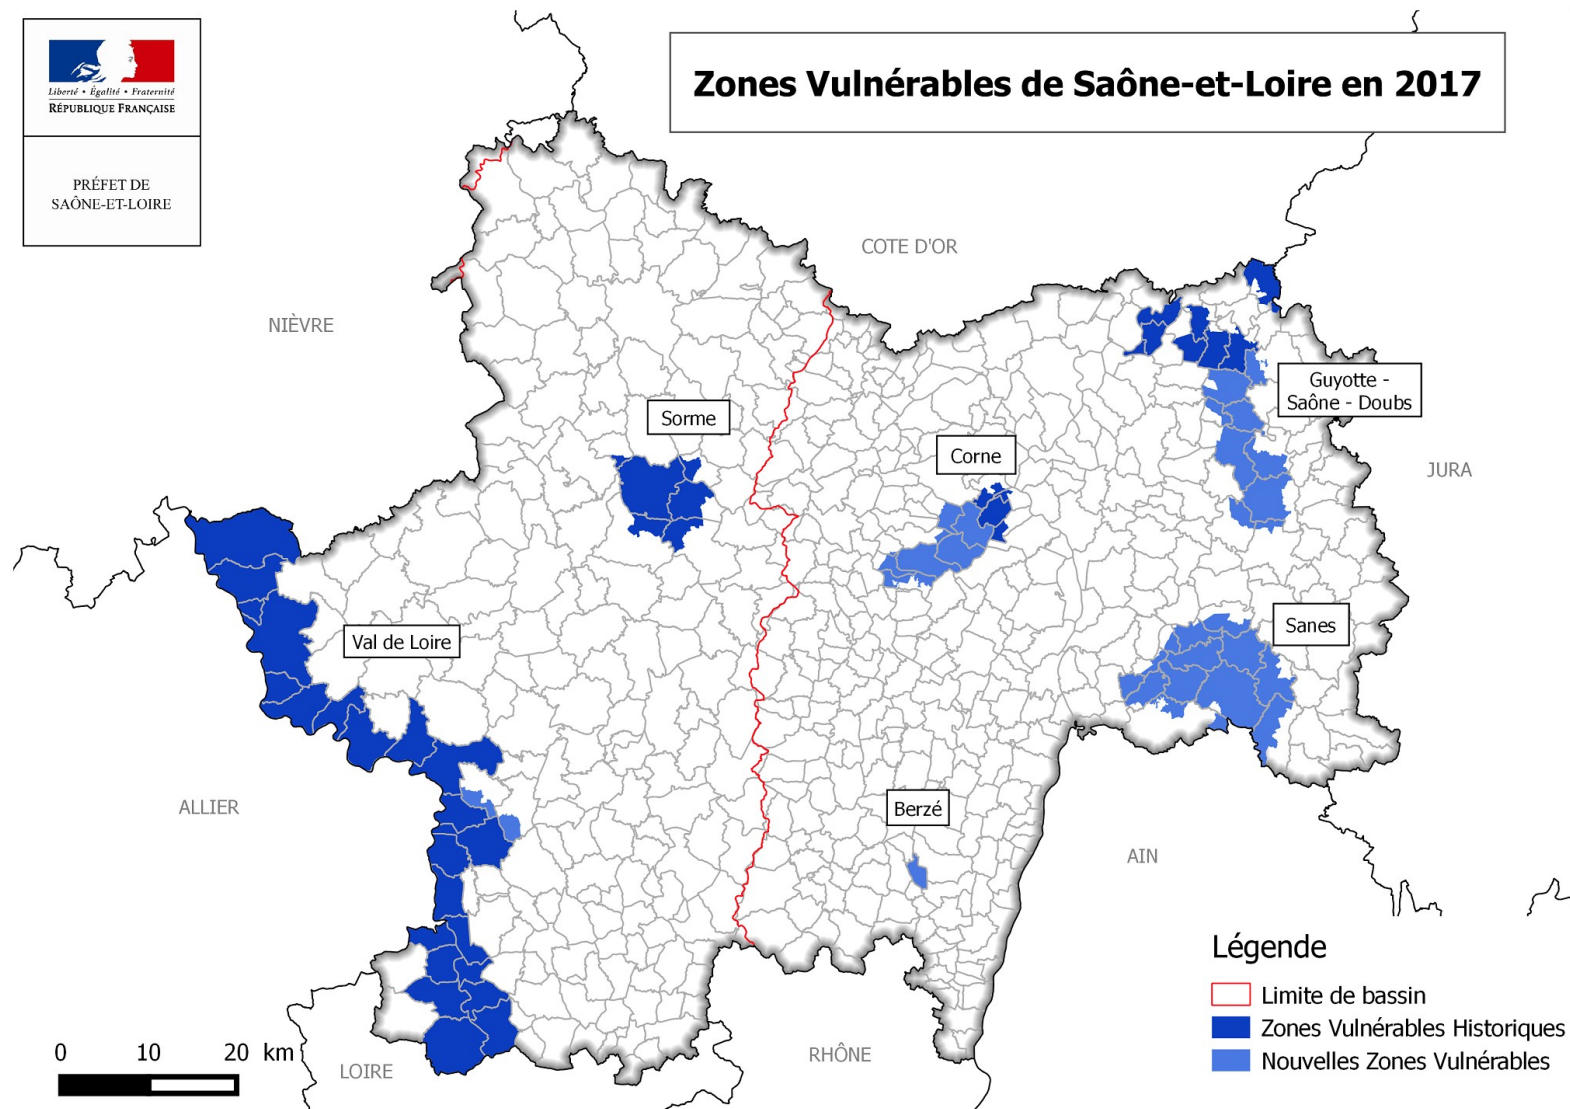 Liberté • Égalité • Fraternité
RÉPUBLIQUE FRANÇAISE
PRÉFET DE
SAÔNE-ET-LOIRE
Zones Vulnérables de Saône-et-Loire en 2017
COTE D'OR
NIÈVRE
Guyotte -
Saône - Doubs
Sorme
Corne
JURA
Sanes
Val de Loire
ALLIER
Berzé
AIN
Légende
Limite de bassin
Zones Vulnérables Historiques
Nouvelles Zones Vulnérables
0 10 20 km
LOIRE
RHÔNE